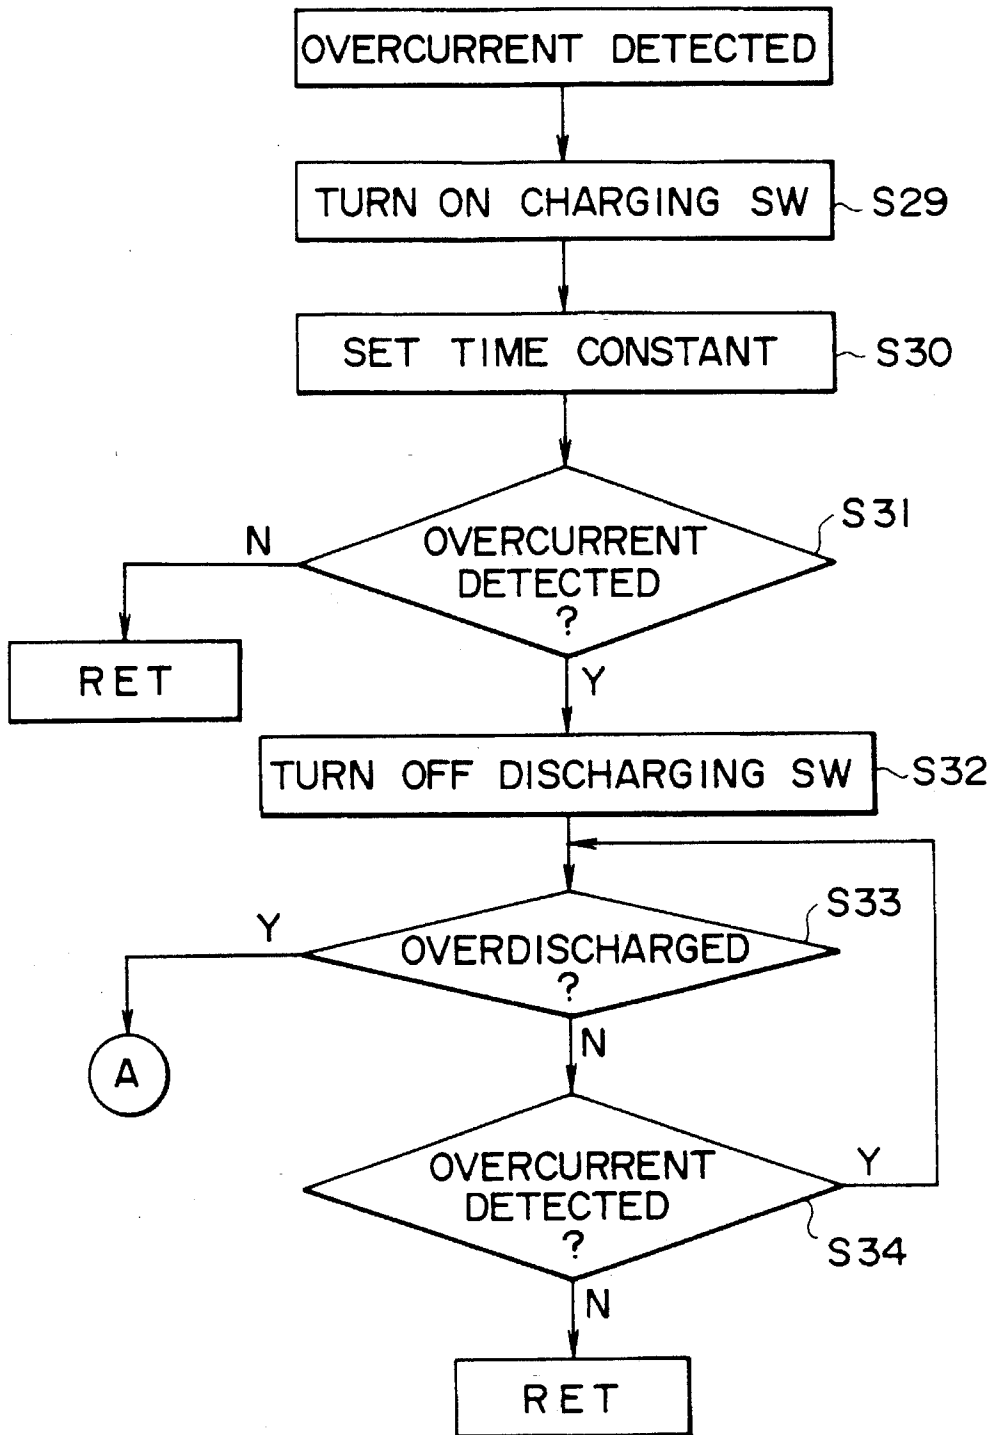 OVERCURRENT DETECTED
TURN ON CHARGING SW
S29
SET TIME CONSTANT
S30
S31
N
OVERCURRENT
DETECTED
?
RET
Y
TURN OFF DISCHARGING SW
S32
S33
Y
OVERDISCHARGED
?
N
A
OVERCURRENT
DETECTED
?
Y
S34
N
RET